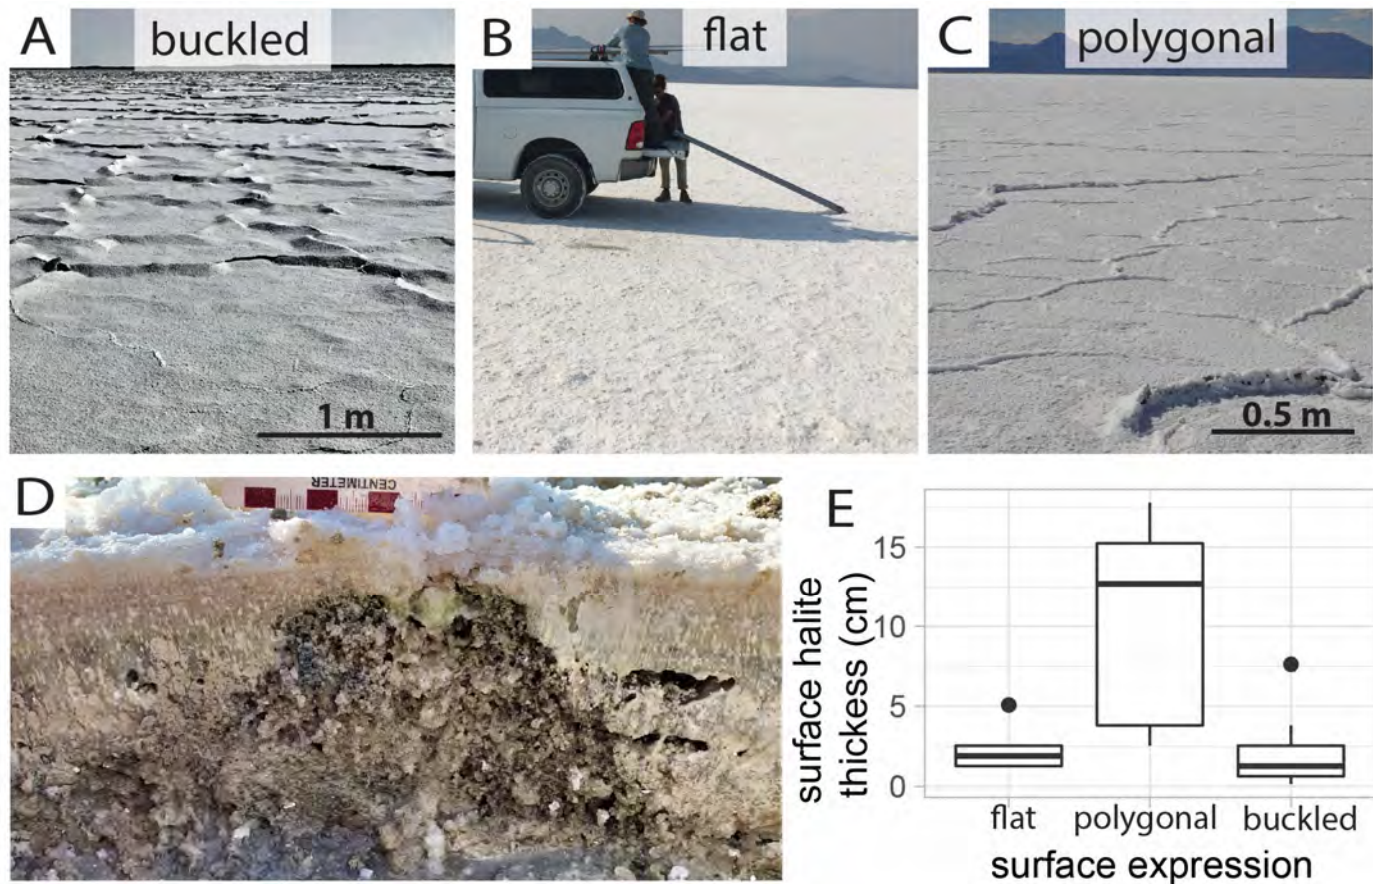 A
buckled
1 m
B
flat
C
polygonal
0.5 m
D
CENTIMETER
E
surface halite
thickess (cm)
15
10
5
0
flat
polygonal
buckled
surface expression